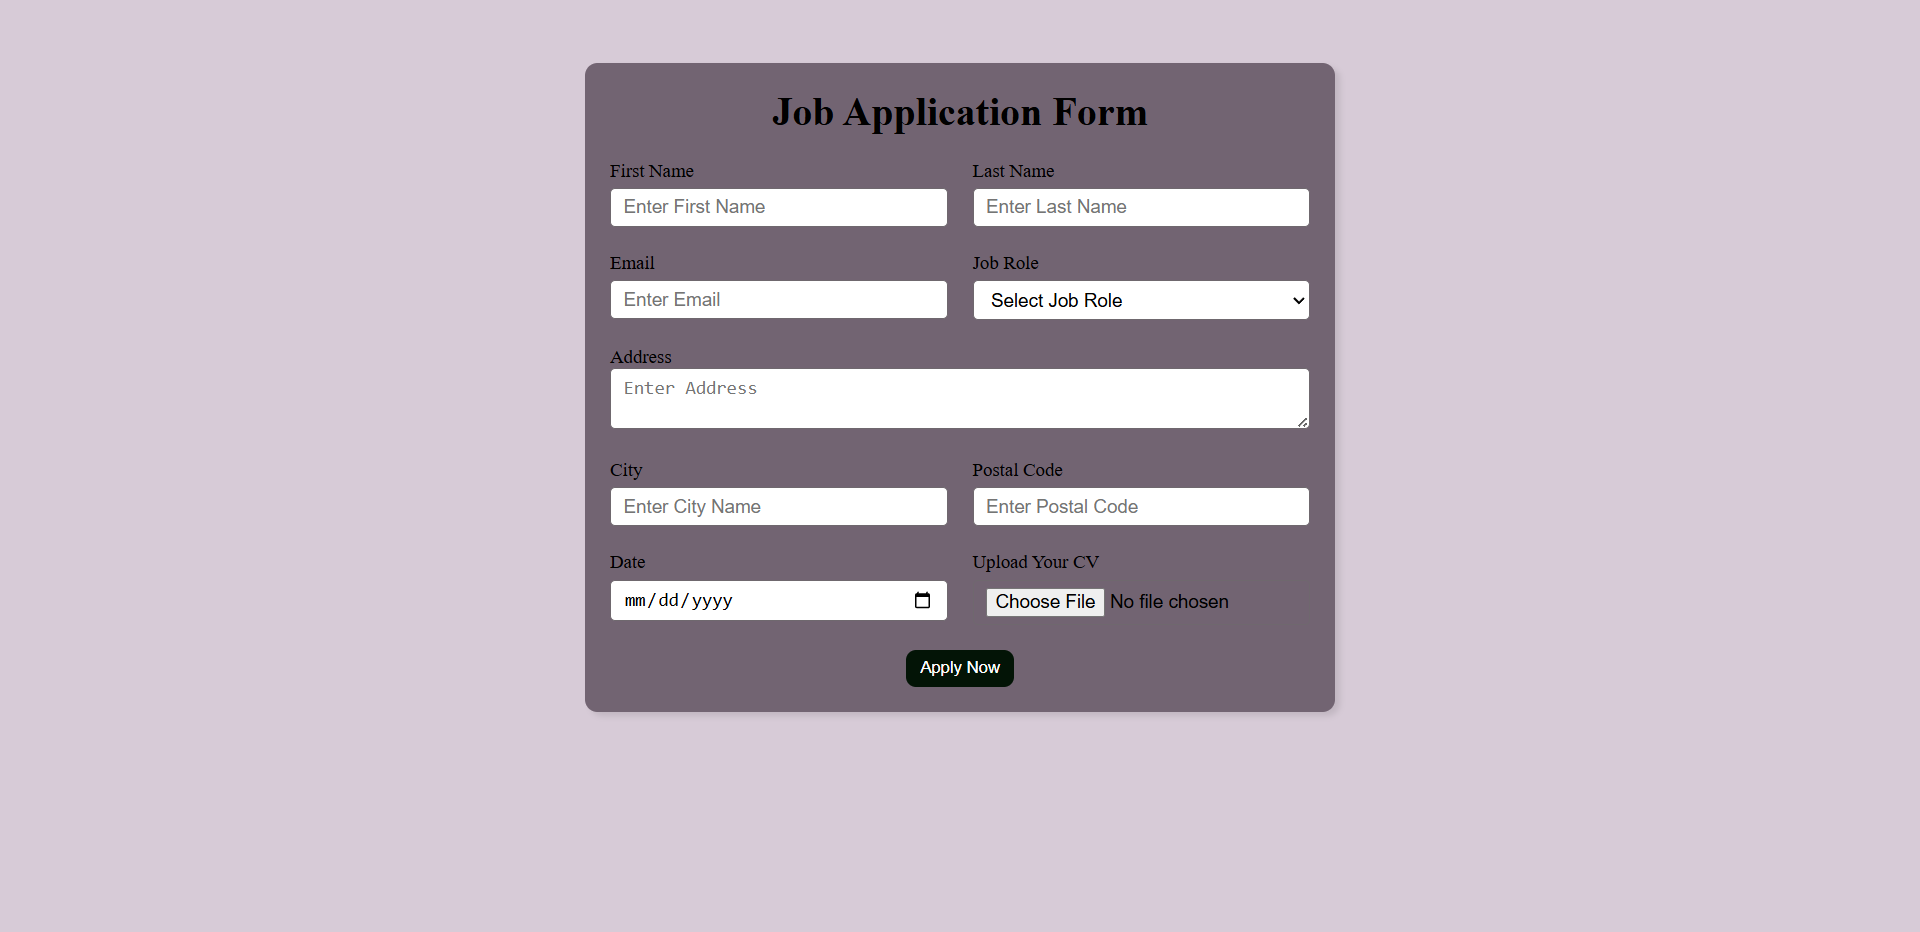 Job Application Form
First Name
Last Name
Enter First Name
Enter Last Name
Email
Job Role
Enter Email
Select Job Role
Address
Enter Address
City
Postal Code
Enter City Name
Enter Postal Code
Date
Upload Your CV
mm/dd/yyyy
Choose File No file chosen
Apply Now